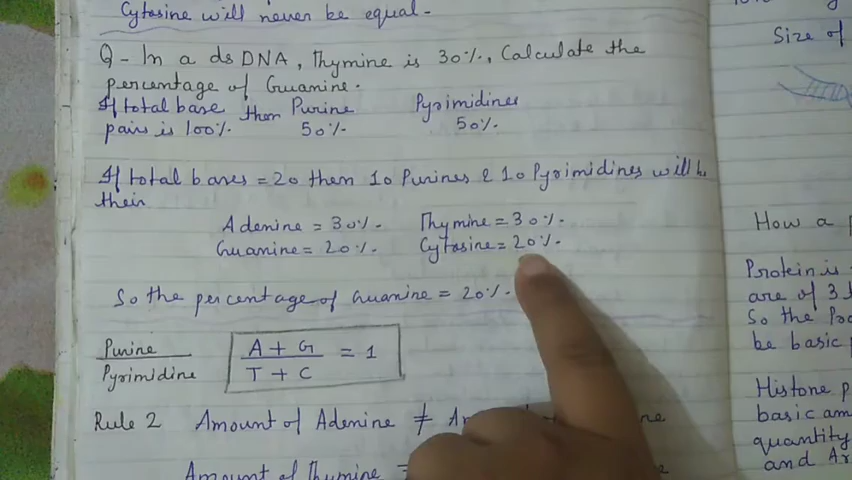 Cytosine will never be equal.
Q - In a ds DNA, Thymine is 30%, Calculate the
percentage of Guanine.
If total base then Purine Pyrimidines
pairs is 100%. 50% 50%
If total bases = 20 then 10 Purines & 10 Pyrimidines will be
their
Adenine = 30%. Thymine = 30%.
Guanine = 20%. Cytosine = 20%.
So the percentage of Guanine = 20%.
Purine A + G = 1
Pyrimidine T + C
Rule 2 Amount of Adenine ≠
Amount of Thymine
Size of
How a
Protein is
are of 3
So the
be basic
Histone
basic
quantity
and